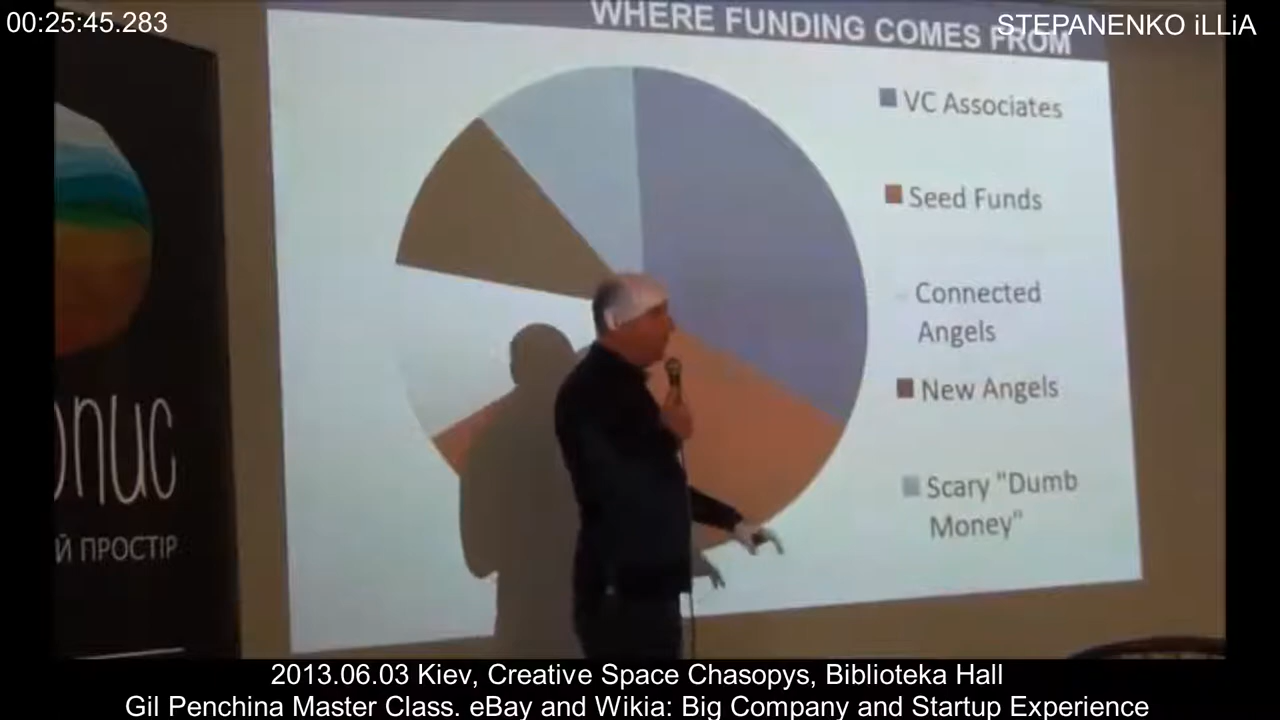 00:25:45.283
STEPANENKO iLLiA
WHERE FUNDING COMES FROM
VC Associates
Seed Funds
Connected
Angels
New Angels
Scary "Dumb
Money"
опис
Й ПРОСТІР
2013.06.03 Kiev, Creative Space Chasopys, Biblioteka Hall
Gil Penchina Master Class. eBay and Wikia: Big Company and Startup Experience